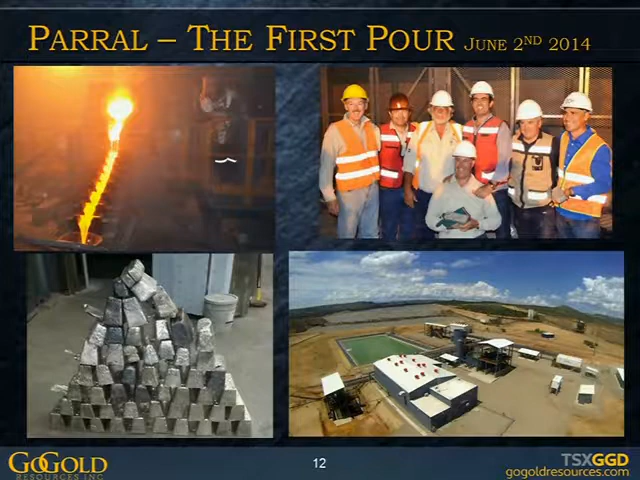 PARRAL – THE FIRST POUR JUNE 2ND 2014
GOGOLD
RESOURCES INC
12
TSXGGD
gogoldresources.com